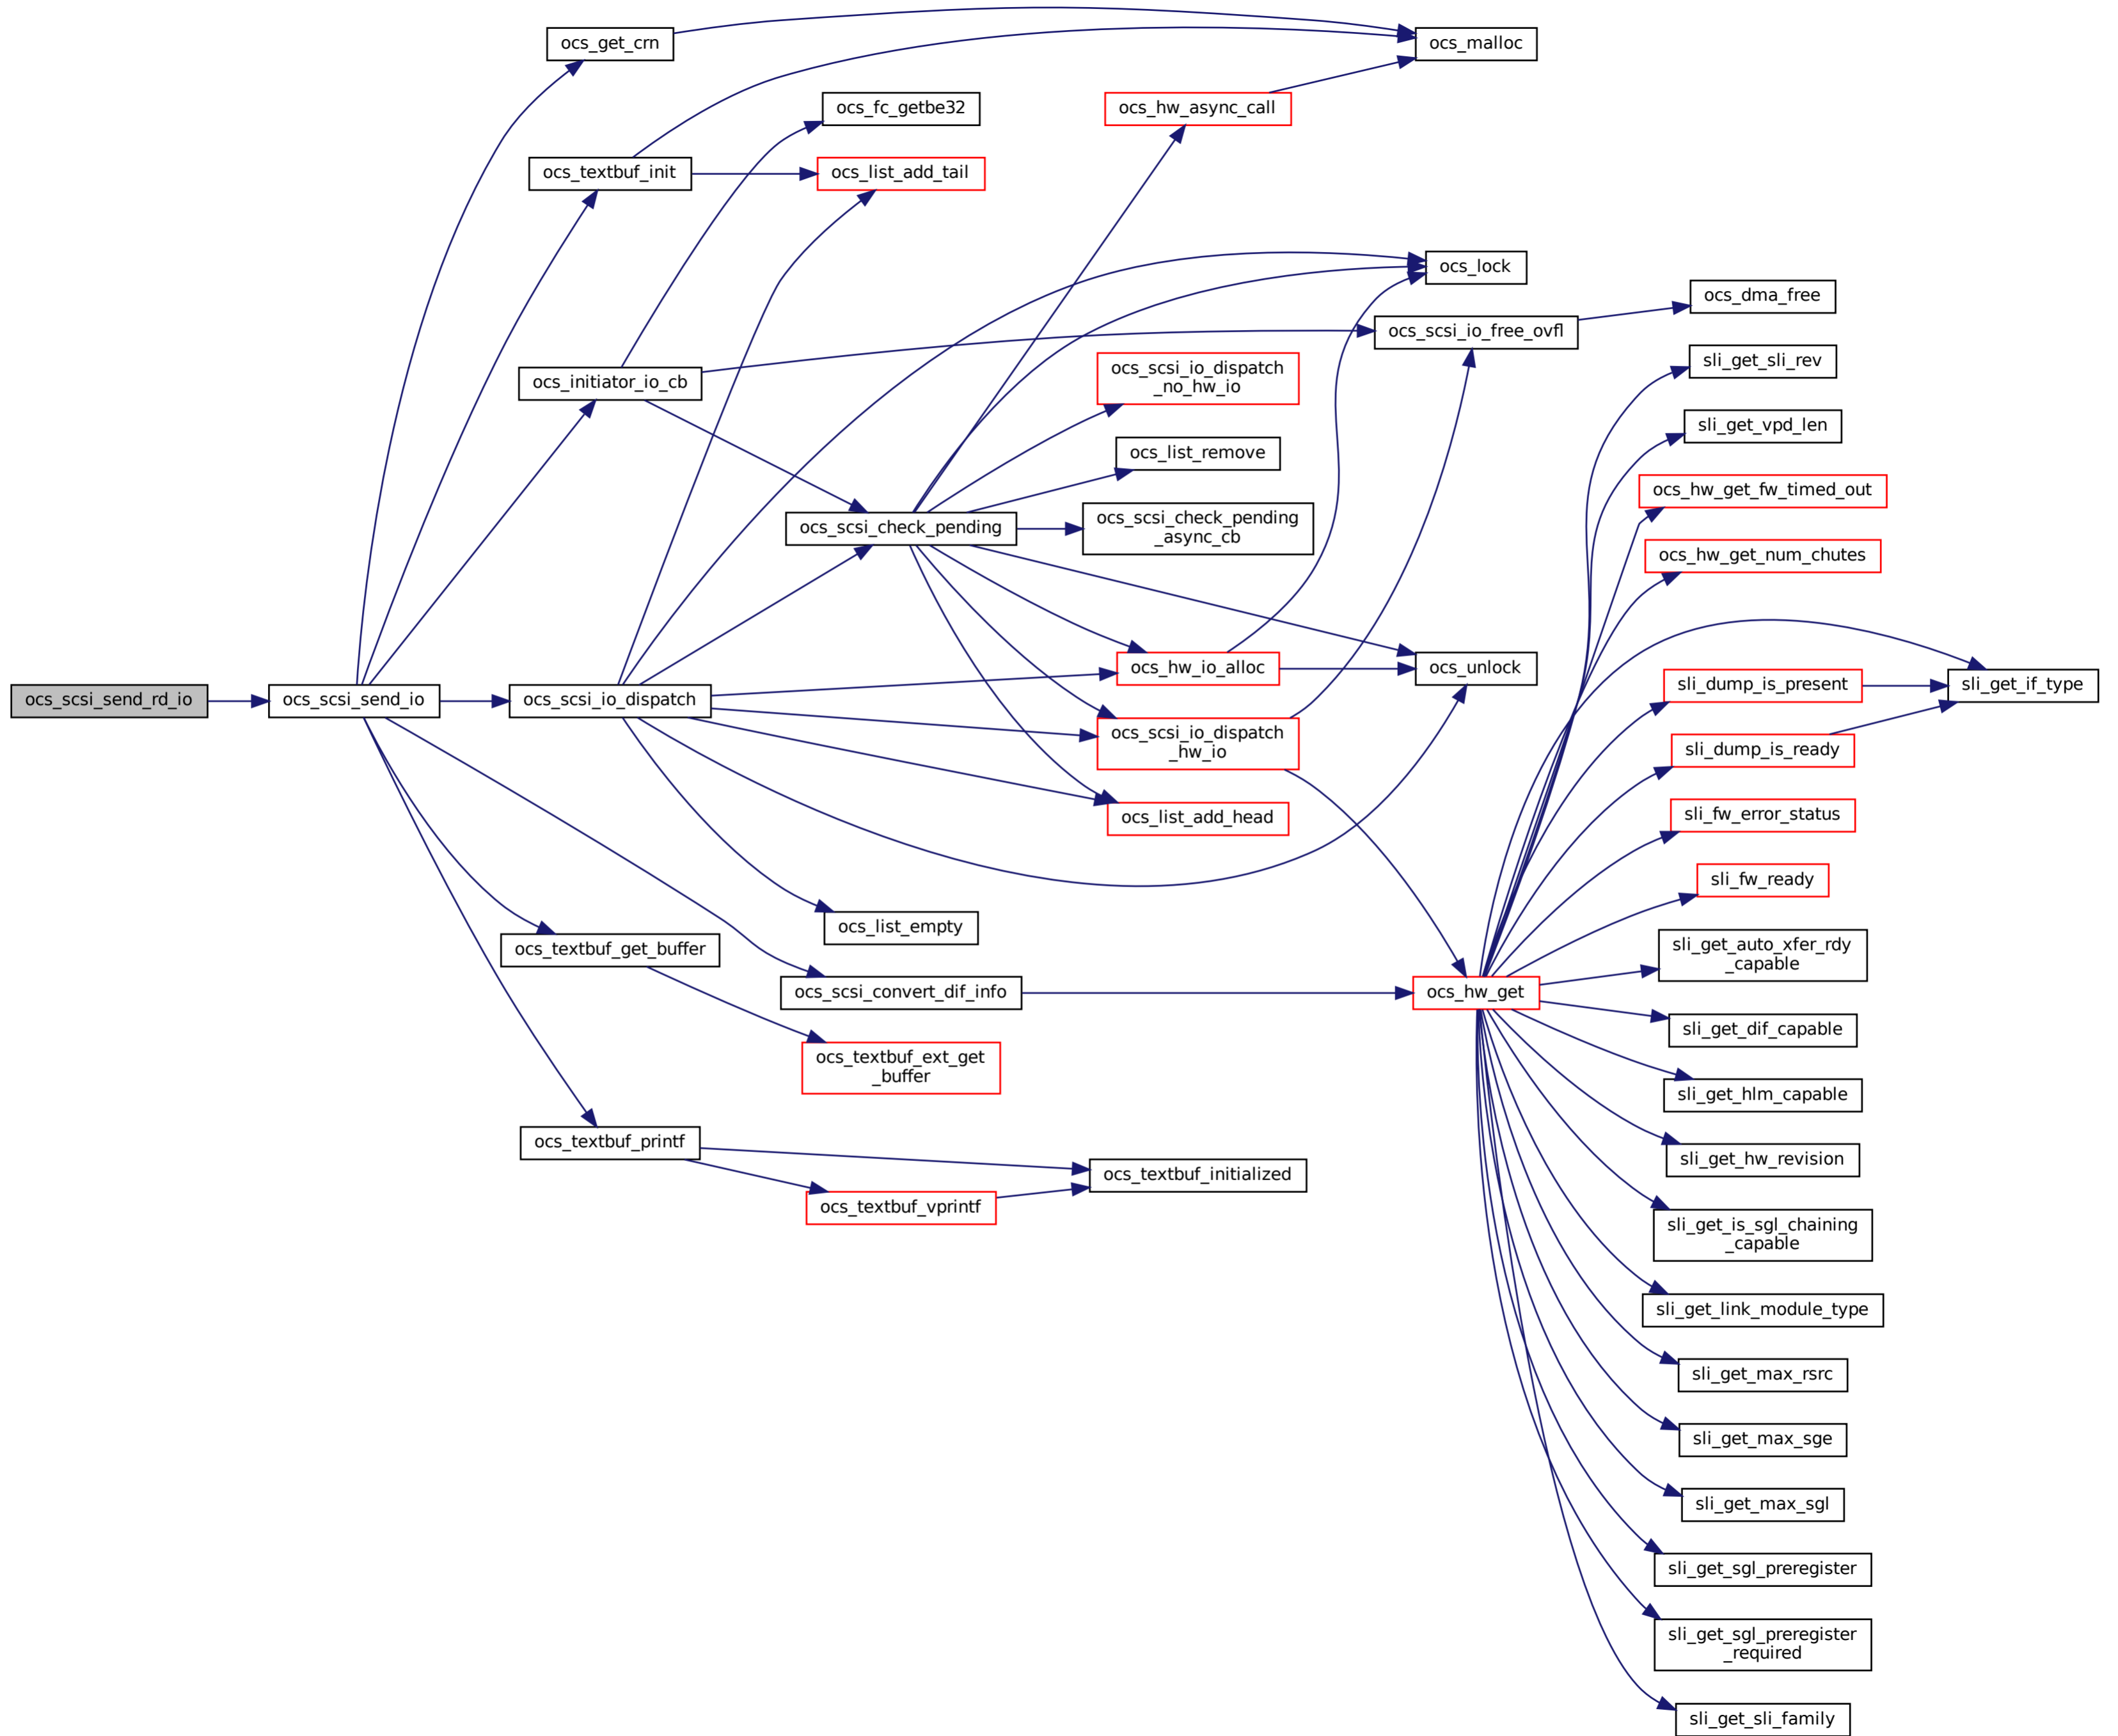 ocs_get_crn
ocs_malloc
ocs_fc_getbe32
ocs_hw_async_call
ocs_textbuf_init
ocs_list_add_tail
ocs_lock
ocs_dma_free
ocs_scsi_io_free_ovfl
sli_get_sli_rev
ocs_initiator_io_cb
ocs_scsi_io_dispatch
_no_hw_io
sli_get_vpd_len
ocs_list_remove
ocs_hw_get_fw_timed_out
ocs_scsi_check_pending
ocs_scsi_check_pending
_async_cb
ocs_hw_get_num_chutes
ocs_hw_io_alloc
ocs_unlock
ocs_scsi_send_rd_io
ocs_scsi_send_io
ocs_scsi_io_dispatch
sli_dump_is_present
sli_get_if_type
ocs_scsi_io_dispatch
_hw_io
sli_dump_is_ready
ocs_list_add_head
sli_fw_error_status
sli_fw_ready
ocs_list_empty
ocs_textbuf_get_buffer
sli_get_auto_xfer_rdy
_capable
ocs_scsi_convert_dif_info
ocs_hw_get
sli_get_dif_capable
ocs_textbuf_ext_get
_buffer
sli_get_hlm_capable
ocs_textbuf_printf
sli_get_hw_revision
ocs_textbuf_initialized
ocs_textbuf_vprintf
sli_get_is_sgl_chaining
_capable
sli_get_link_module_type
sli_get_max_rsrc
sli_get_max_sge
sli_get_max_sgl
sli_get_sgl_preregister
sli_get_sgl_preregister
_required
sli_get_sli_family